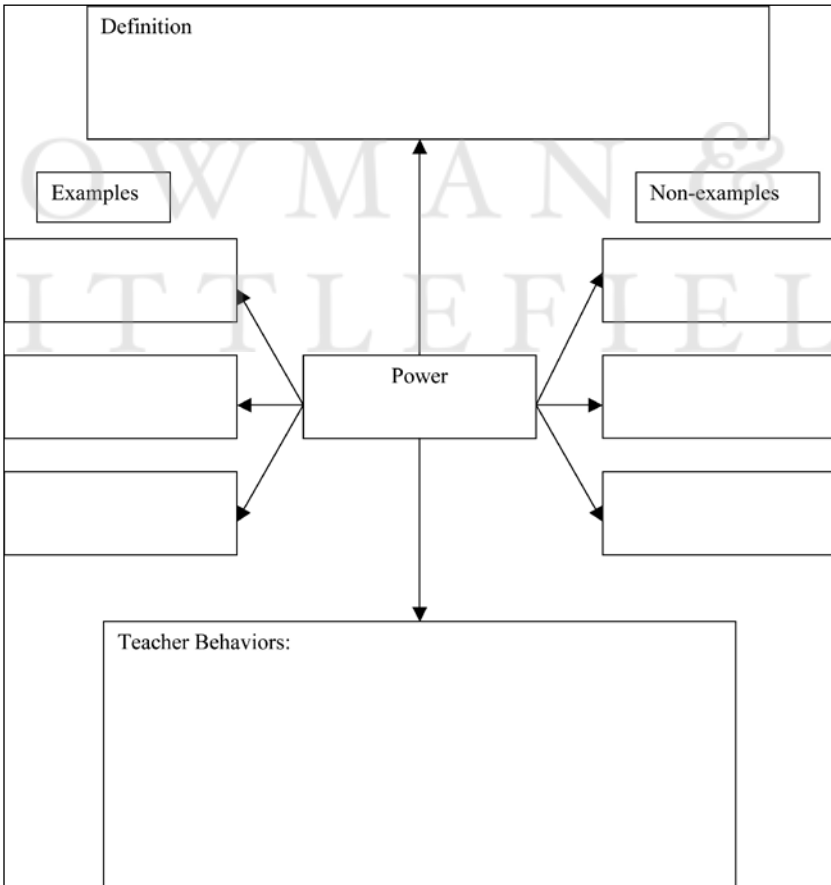 Definition
OWMAN &
Examples
Non-examples
ITTLEFIEL
Power
Teacher Behaviors: